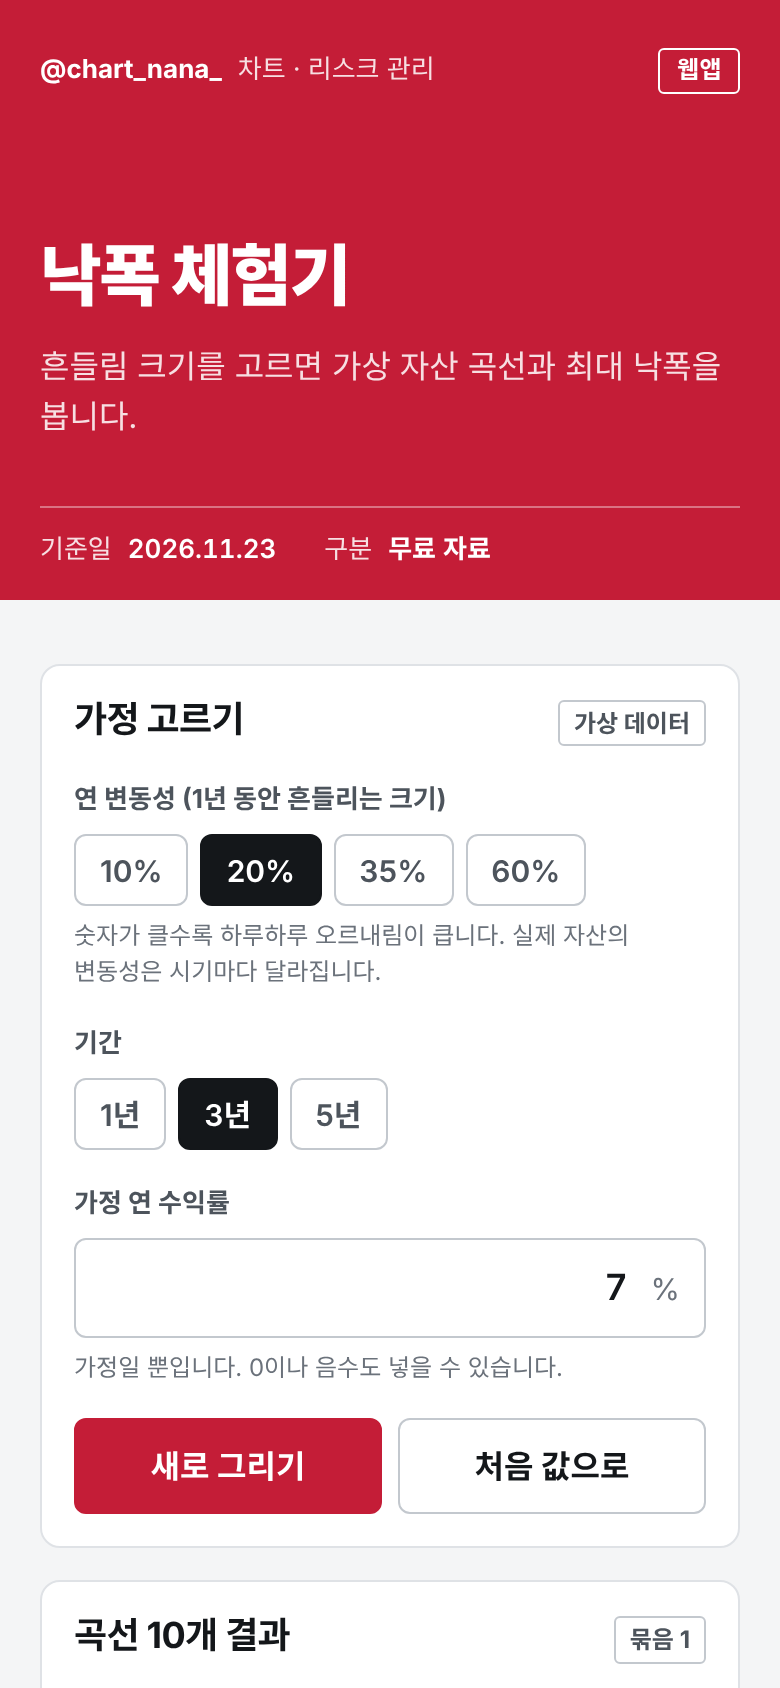 @chart_nana_ 차트 · 리스크 관리
웹앱
낙폭 체험기
흔들림 크기를 고르면 가상 자산 곡선과 최대 낙폭을
봅니다.
기준일 2026.11.23 구분 무료 자료
가정 고르기
가상 데이터
연 변동성 (1년 동안 흔들리는 크기)
10% 20% 35% 60%
숫자가 클수록 하루하루 오르내림이 큽니다. 실제 자산의
변동성은 시기마다 달라집니다.
기간
1년 3년 5년
가정 연 수익률
7 %
가정일 뿐입니다. 0이나 음수도 넣을 수 있습니다.
새로 그리기 처음 값으로
곡선 10개 결과
묶음 1